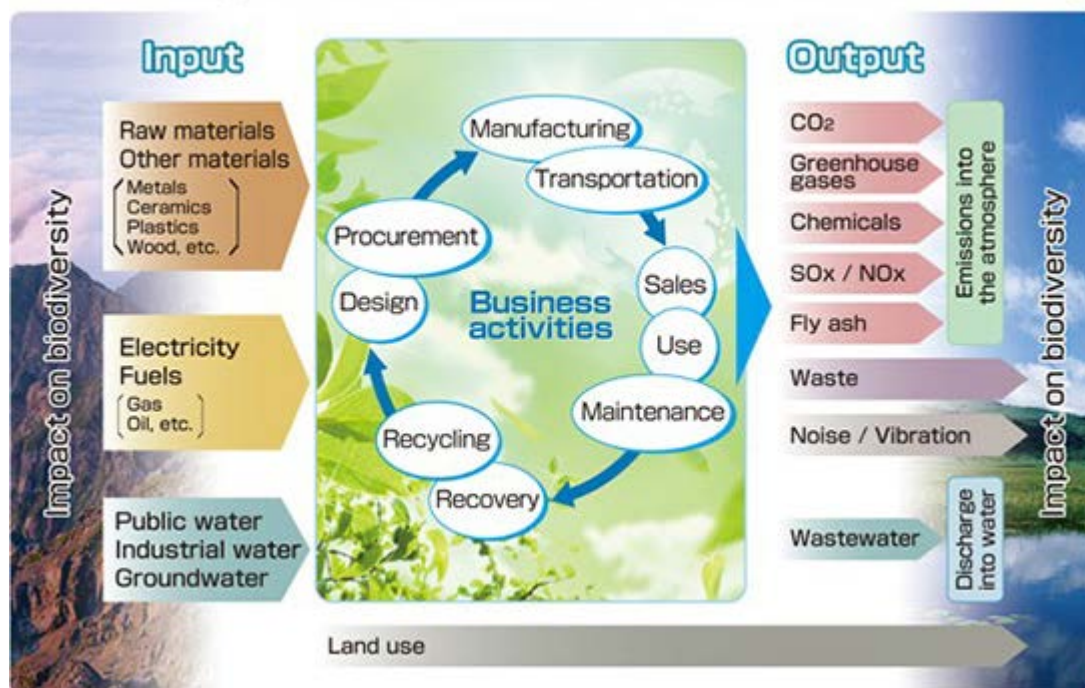 Input
Output
Impact on biodiversity
Raw materials
Other materials
Metals
Ceramics
Plastics
Wood, etc.
Electricity
Fuels
Gas
Oil, etc.
Public water
Industrial water
Groundwater
Manufacturing
Transportation
Procurement
Design
Business
activities
Sales
Use
Maintenance
Recycling
Recovery
CO₂
Greenhouse
gases
Chemicals
SOx / NOx
Fly ash
Emissions into
the atmosphere
Waste
Noise / Vibration
Wastewater
Discharge
into water
Impact on biodiversity
Land use